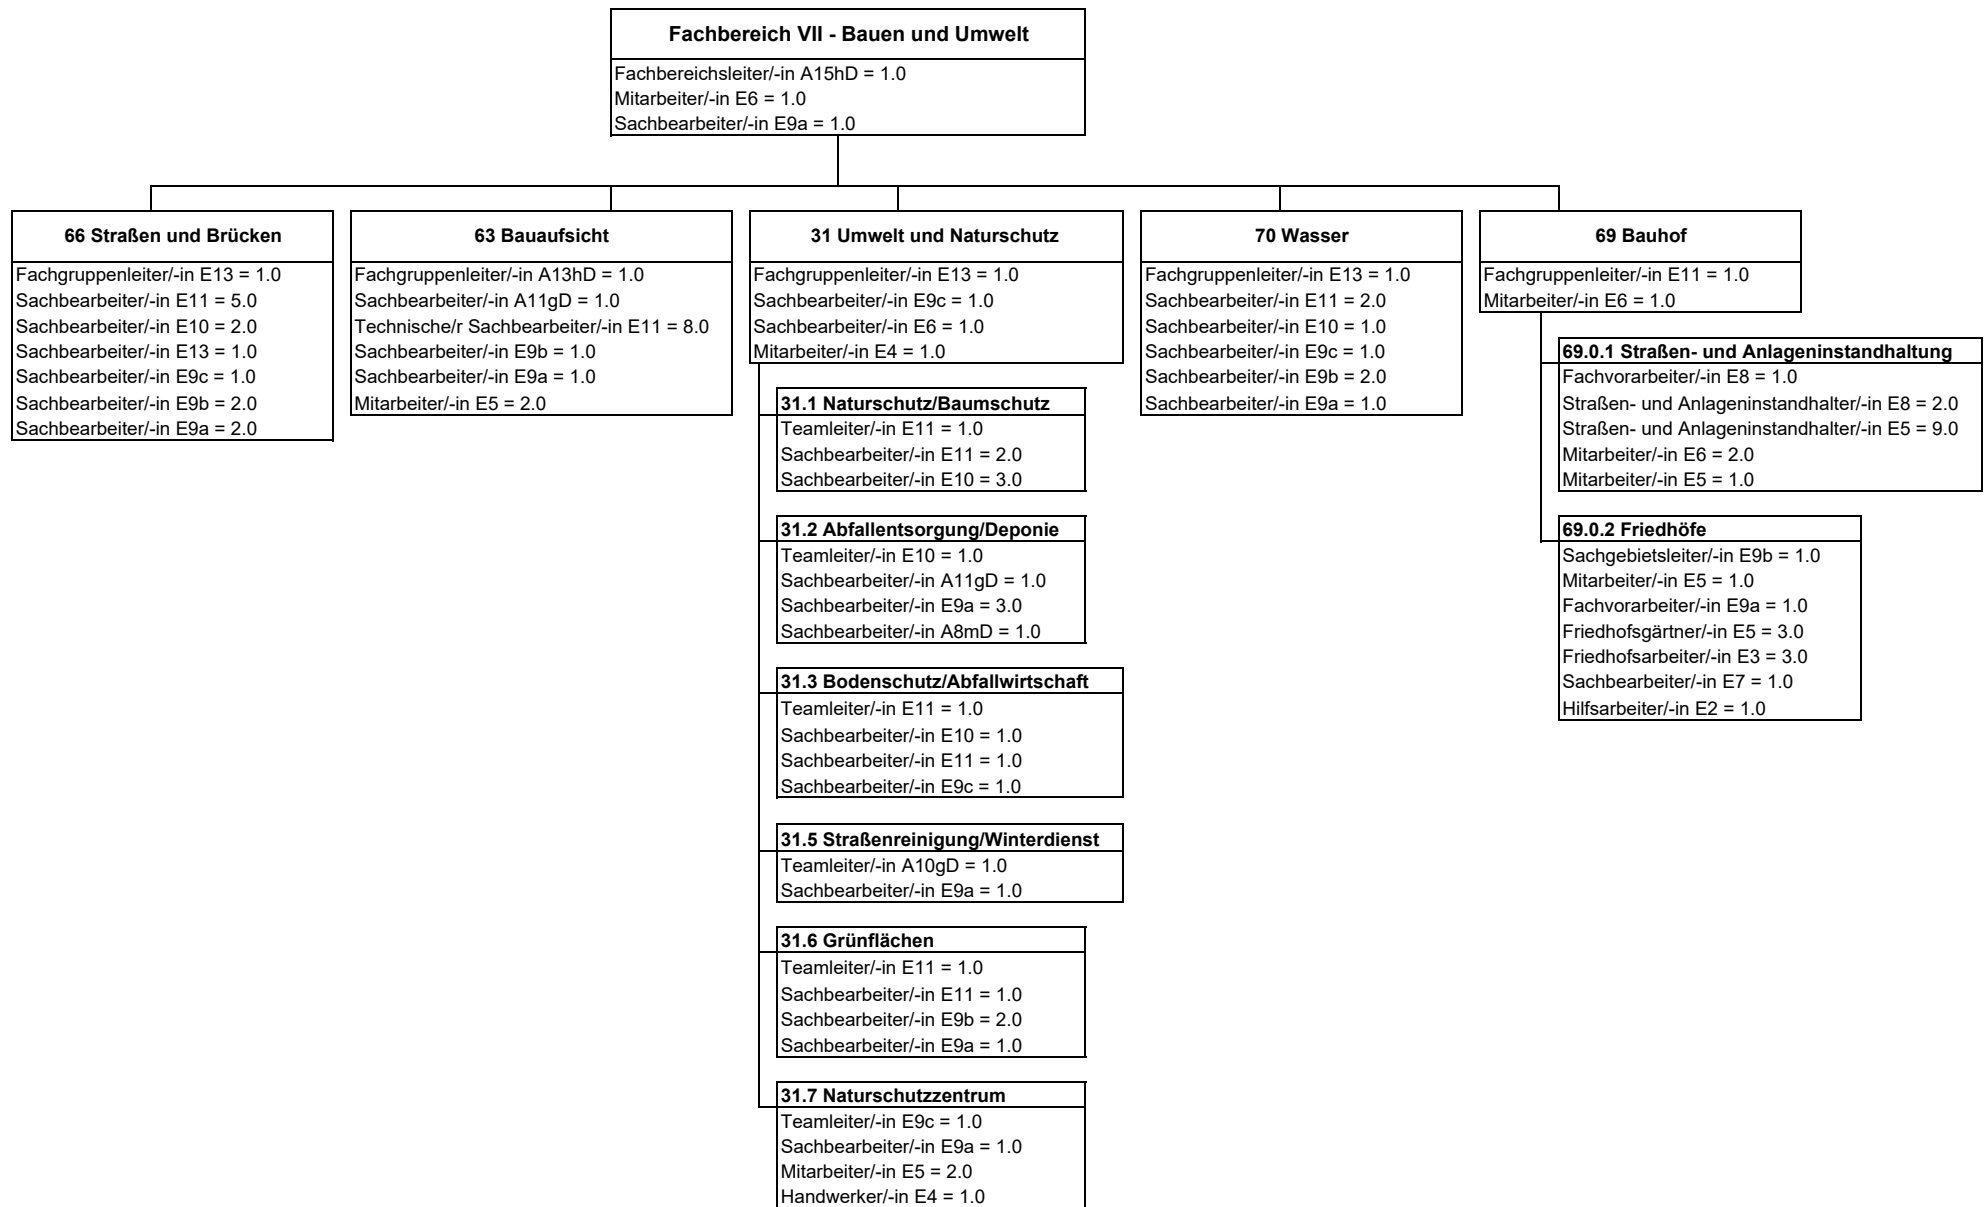 Fachbereich VII - Bauen und Umwelt
Fachbereichsleiter/-in A15hD = 1.0
Mitarbeiter/-in E6 = 1.0
Sachbearbeiter/-in E9a = 1.0
66 Straßen und Brücken
Fachgruppenleiter/-in E13 = 1.0
Sachbearbeiter/-in E11 = 5.0
Sachbearbeiter/-in E10 = 2.0
Sachbearbeiter/-in E13 = 1.0
Sachbearbeiter/-in E9c = 1.0
Sachbearbeiter/-in E9b = 2.0
Sachbearbeiter/-in E9a = 2.0
63 Bauaufsicht
Fachgruppenleiter/-in A13hD = 1.0
Sachbearbeiter/-in A11gD = 1.0
Technische/r Sachbearbeiter/-in E11 = 8.0
Sachbearbeiter/-in E9b = 1.0
Sachbearbeiter/-in E9a = 1.0
Mitarbeiter/-in E5 = 2.0
31 Umwelt und Naturschutz
Fachgruppenleiter/-in E13 = 1.0
Sachbearbeiter/-in E9c = 1.0
Sachbearbeiter/-in E6 = 1.0
Mitarbeiter/-in E4 = 1.0
31.1 Naturschutz/Baumschutz
Teamleiter/-in E11 = 1.0
Sachbearbeiter/-in E11 = 2.0
Sachbearbeiter/-in E10 = 3.0
31.2 Abfallentsorgung/Deponie
Teamleiter/-in E10 = 1.0
Sachbearbeiter/-in A11gD = 1.0
Sachbearbeiter/-in E9a = 3.0
Sachbearbeiter/-in A8mD = 1.0
31.3 Bodenschutz/Abfallwirtschaft
Teamleiter/-in E11 = 1.0
Sachbearbeiter/-in E10 = 1.0
Sachbearbeiter/-in E11 = 1.0
Sachbearbeiter/-in E9c = 1.0
31.5 Straßenreinigung/Winterdienst
Teamleiter/-in A10gD = 1.0
Sachbearbeiter/-in E9a = 1.0
31.6 Grünflächen
Teamleiter/-in E11 = 1.0
Sachbearbeiter/-in E11 = 1.0
Sachbearbeiter/-in E9b = 2.0
Sachbearbeiter/-in E9a = 1.0
31.7 Naturschutzzentrum
Teamleiter/-in E9c = 1.0
Sachbearbeiter/-in E9a = 1.0
Mitarbeiter/-in E5 = 2.0
Handwerker/-in E4 = 1.0
70 Wasser
Fachgruppenleiter/-in E13 = 1.0
Sachbearbeiter/-in E11 = 2.0
Sachbearbeiter/-in E10 = 1.0
Sachbearbeiter/-in E9c = 1.0
Sachbearbeiter/-in E9b = 2.0
Sachbearbeiter/-in E9a = 1.0
69 Bauhof
Fachgruppenleiter/-in E11 = 1.0
Mitarbeiter/-in E6 = 1.0
69.0.1 Straßen- und Anlageninstandhaltung
Fachvorarbeiter/-in E8 = 1.0
Straßen- und Anlageninstandhalter/-in E8 = 2.0
Straßen- und Anlageninstandhalter/-in E5 = 9.0
Mitarbeiter/-in E6 = 2.0
Mitarbeiter/-in E5 = 1.0
69.0.2 Friedhöfe
Sachgebietsleiter/-in E9b = 1.0
Mitarbeiter/-in E5 = 1.0
Fachvorarbeiter/-in E9a = 1.0
Friedhofsgärtner/-in E5 = 3.0
Friedhofsarbeiter/-in E3 = 3.0
Sachbearbeiter/-in E7 = 1.0
Hilfsarbeiter/-in E2 = 1.0